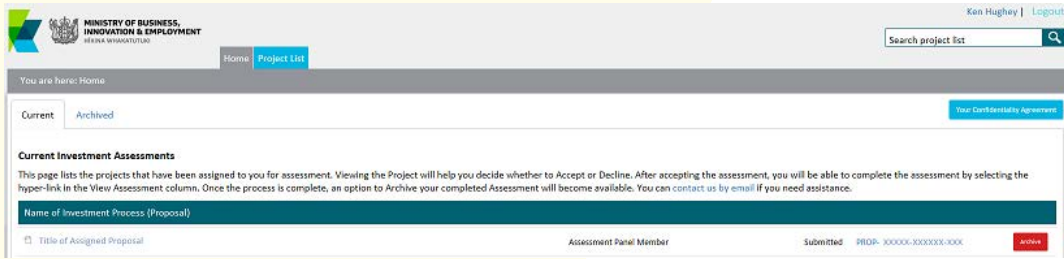 Ken Hughey | Logout
MINISTRY OF BUSINESS,
INNOVATION & EMPLOYMENT
HĪKINA WHAKATUTUKI
Search project list
Home Project List
You are here: Home
Current Archived
Your Confidentiality Agreement
Current Investment Assessments
This page lists the projects that have been assigned to you for assessment. Viewing the Project will help you decide whether to Accept or Decline. After accepting the assessment, you will be able to complete the assessment by selecting the
hyper-link in the View Assessment column. Once the process is complete, an option to Archive your completed Assessment will become available. You can contact us by email if you need assistance.
Name of Investment Process (Proposal)
Title of Assigned Proposal Assessment Panel Member Submitted PROP- XXXXX-XXXXXX-XXX Archive